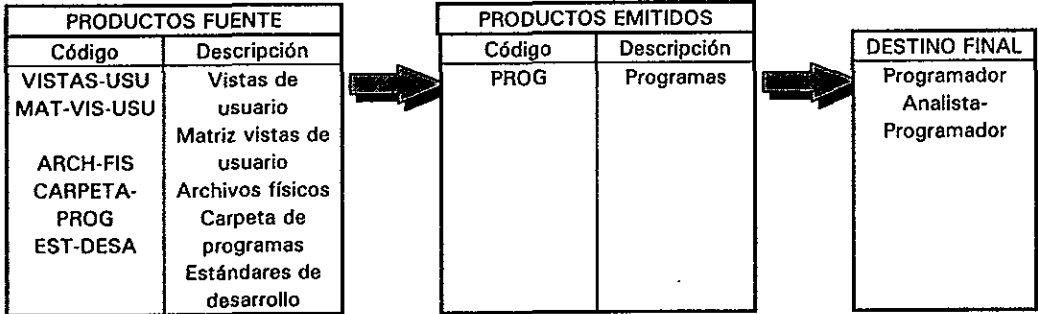 PRODUCTOS FUENTE
Código Descripción
VISTAS-USU Vistas de
MAT-VIS-USU usuario
Matriz vistas de
ARCH-FIS usuario
CARPETA- Archivos físicos
PROG Carpeta de
EST-DESA programas
Estándares de
desarrollo
PRODUCTOS EMITIDOS
Código Descripción
PROG Programas
DESTINO FINAL
Programador
Analista-
Programador